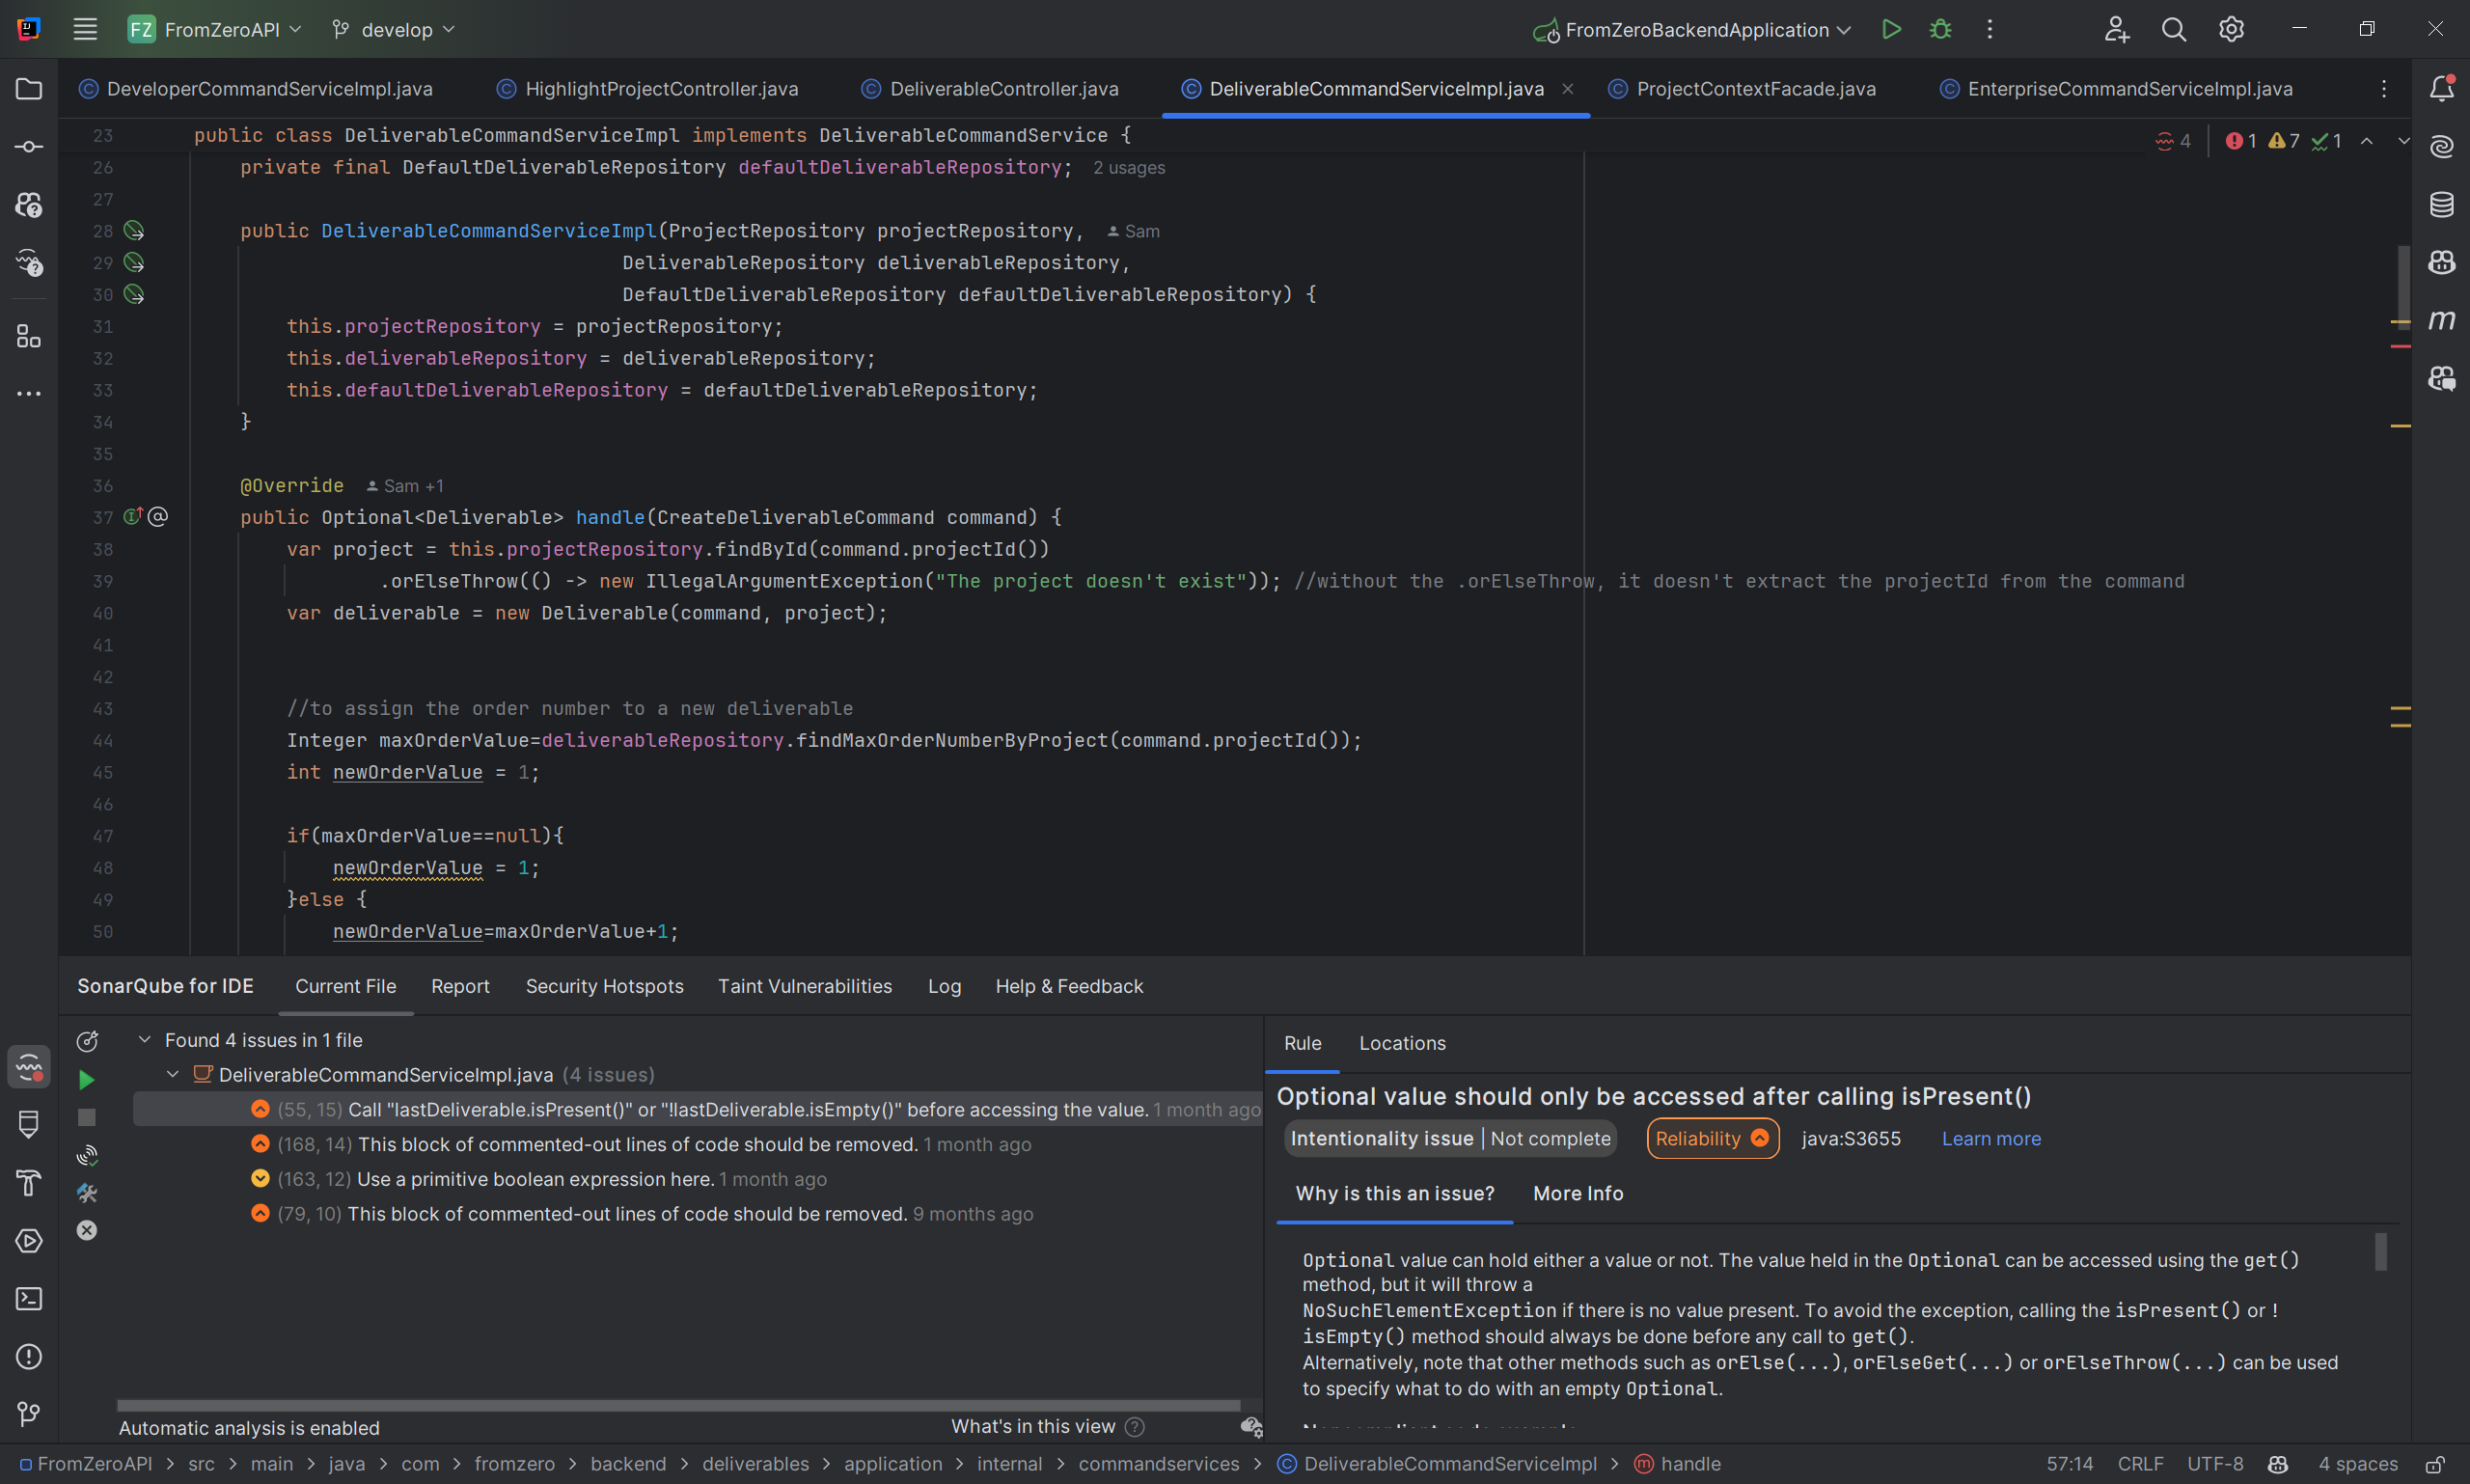 FZ FromZeroAPI develop FromZeroBackendApplication
DeveloperCommandServiceImpl.java HighlightProjectController.java DeliverableController.java DeliverableCommandServiceImpl.java ProjectContextFacade.java EnterpriseCommandServiceImpl.java
23 public class DeliverableCommandServiceImpl implements DeliverableCommandService {
4 1 7 1
26 private final DefaultDeliverableRepository defaultDeliverableRepository; 2 usages
27
28 public DeliverableCommandServiceImpl(ProjectRepository projectRepository, Sam
29 DeliverableRepository deliverableRepository,
30 DefaultDeliverableRepository defaultDeliverableRepository) {
31 this.projectRepository = projectRepository;
32 this.deliverableRepository = deliverableRepository;
33 this.defaultDeliverableRepository = defaultDeliverableRepository;
34 }
35
36 @Override Sam +1
37 public Optional<Deliverable> handle(CreateDeliverableCommand command) {
38 var project = this.projectRepository.findById(command.projectId())
39 .orElseThrow(() -> new IllegalArgumentException("The project doesn't exist")); //without the .orElseThrow, it doesn't extract the projectId from the command
40 var deliverable = new Deliverable(command, project);
41
42
43 //to assign the order number to a new deliverable
44 Integer maxOrderValue=deliverableRepository.findMaxOrderNumberByProject(command.projectId());
45 int newOrderValue = 1;
46
47 if(maxOrderValue==null){
48 newOrderValue = 1;
49 }else {
50 newOrderValue=maxOrderValue+1;
SonarQube for IDE Current File Report Security Hotspots Taint Vulnerabilities Log Help & Feedback
Found 4 issues in 1 file
DeliverableCommandServiceImpl.java (4 issues)
(55, 15) Call "lastDeliverable.isPresent()" or "!lastDeliverable.isEmpty()" before accessing the value. 1 month ago
(168, 14) This block of commented-out lines of code should be removed. 1 month ago
(163, 12) Use a primitive boolean expression here. 1 month ago
(79, 10) This block of commented-out lines of code should be removed. 9 months ago
Automatic analysis is enabled What's in this view
Rule Locations
Optional value should only be accessed after calling isPresent()
Intentionality issue | Not complete Reliability java:S3655 Learn more
Why is this an issue? More Info
Optional value can hold either a value or not. The value held in the Optional can be accessed using the get()
method, but it will throw a
NoSuchElementException if there is no value present. To avoid the exception, calling the isPresent() or !
isEmpty() method should always be done before any call to get().
Alternatively, note that other methods such as orElse(...), orElseGet(...) or orElseThrow(...) can be used
to specify what to do with an empty Optional.
FromZeroAPI > src > main > java > com > fromzero > backend > deliverables > application > internal > commandservices > DeliverableCommandServiceImpl > handle 57:14 CRLF UTF-8 4 spaces